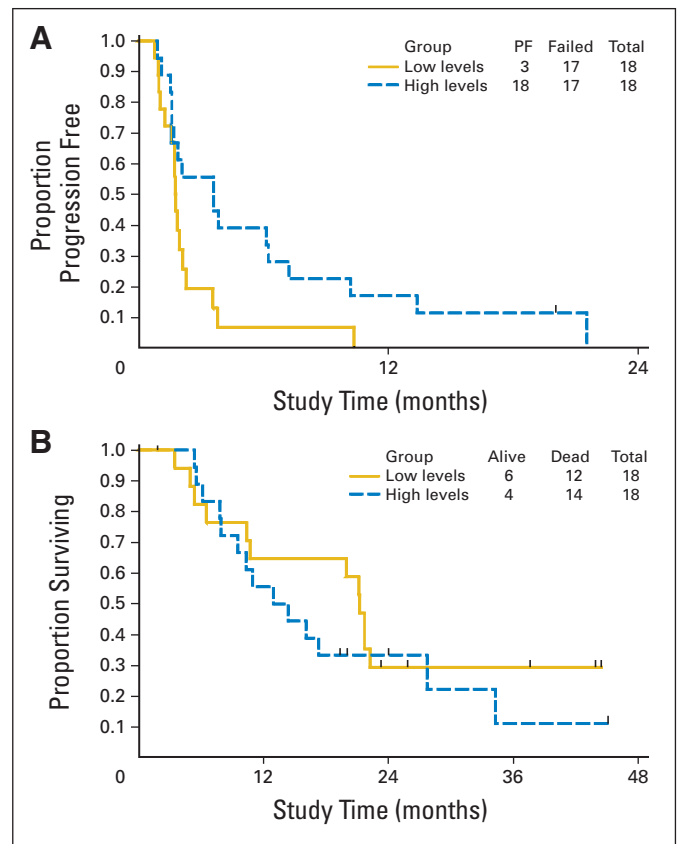 A
Group PF Failed Total
Low levels 3 17 18
High levels 18 17 18
1.0
0.9
0.8
0.7
0.6
0.5
0.4
0.3
0.2
0.1
Proportion
Progression Free
0 12 24
Study Time (months)
B
Group Alive Dead Total
Low levels 6 12 18
High levels 4 14 18
1.0
0.9
0.8
0.7
0.6
0.5
0.4
0.3
0.2
0.1
Proportion Surviving
0 12 24 36 48
Study Time (months)